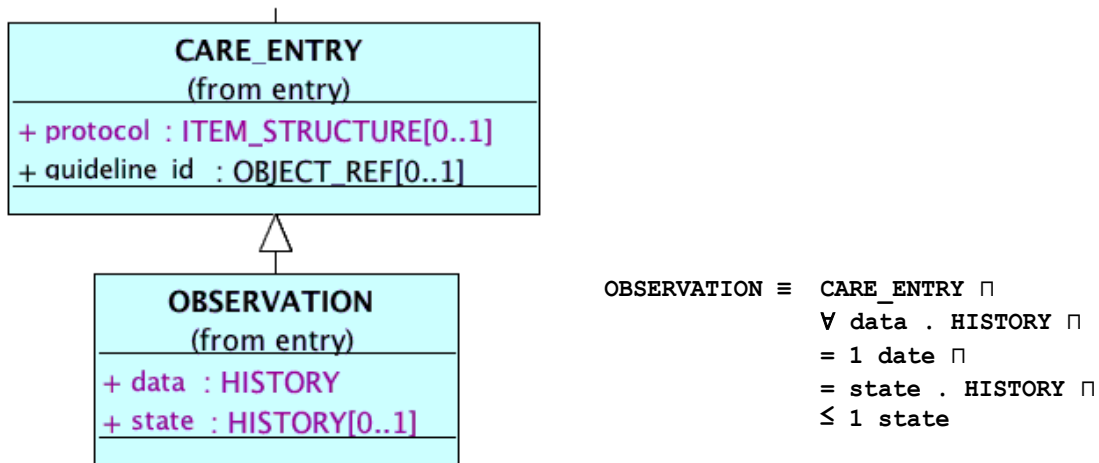 CARE_ENTRY
(from entry)
+ protocol : ITEM_STRUCTURE[0..1]
+ guideline_id : OBJECT_REF[0..1]
OBSERVATION
(from entry)
+ data : HISTORY
+ state : HISTORY[0..1]
OBSERVATION ≡ CARE_ENTRY ⊓
∀ data . HISTORY ⊓
= 1 date ⊓
= state . HISTORY ⊓
≤ 1 state